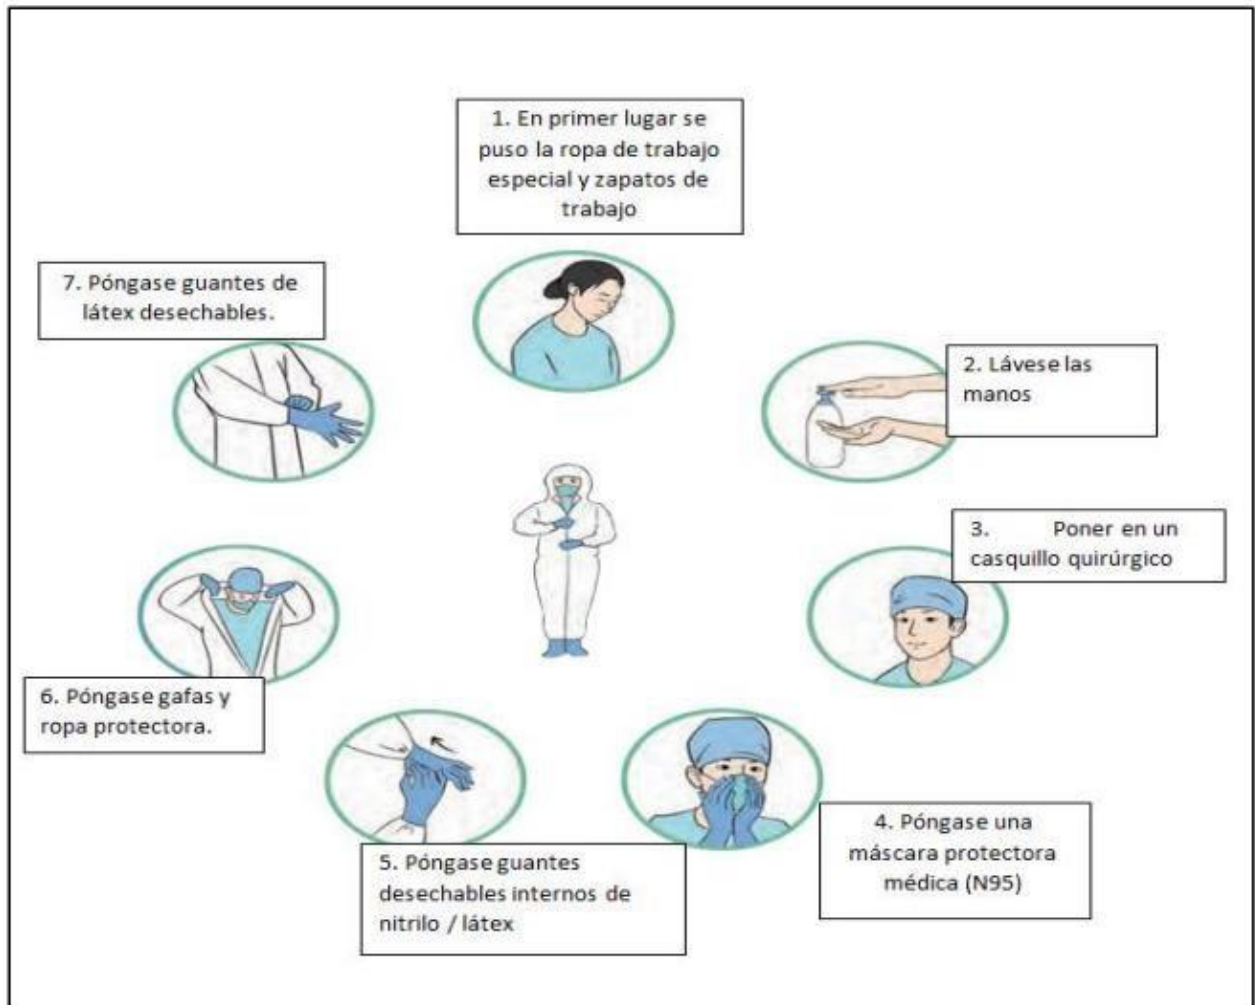 1. En primer lugar se
puso la ropa de trabajo
especial y zapatos de
trabajo
2. Lávese las
manos
3. Poner en un
casquillo quirúrgico
4. Póngase una
máscara protectora
médica (N95)
5. Póngase guantes
desechables internos de
nitrilo / látex
6. Póngase gafas y
ropa protectora.
7. Póngase guantes de
látex desechables.